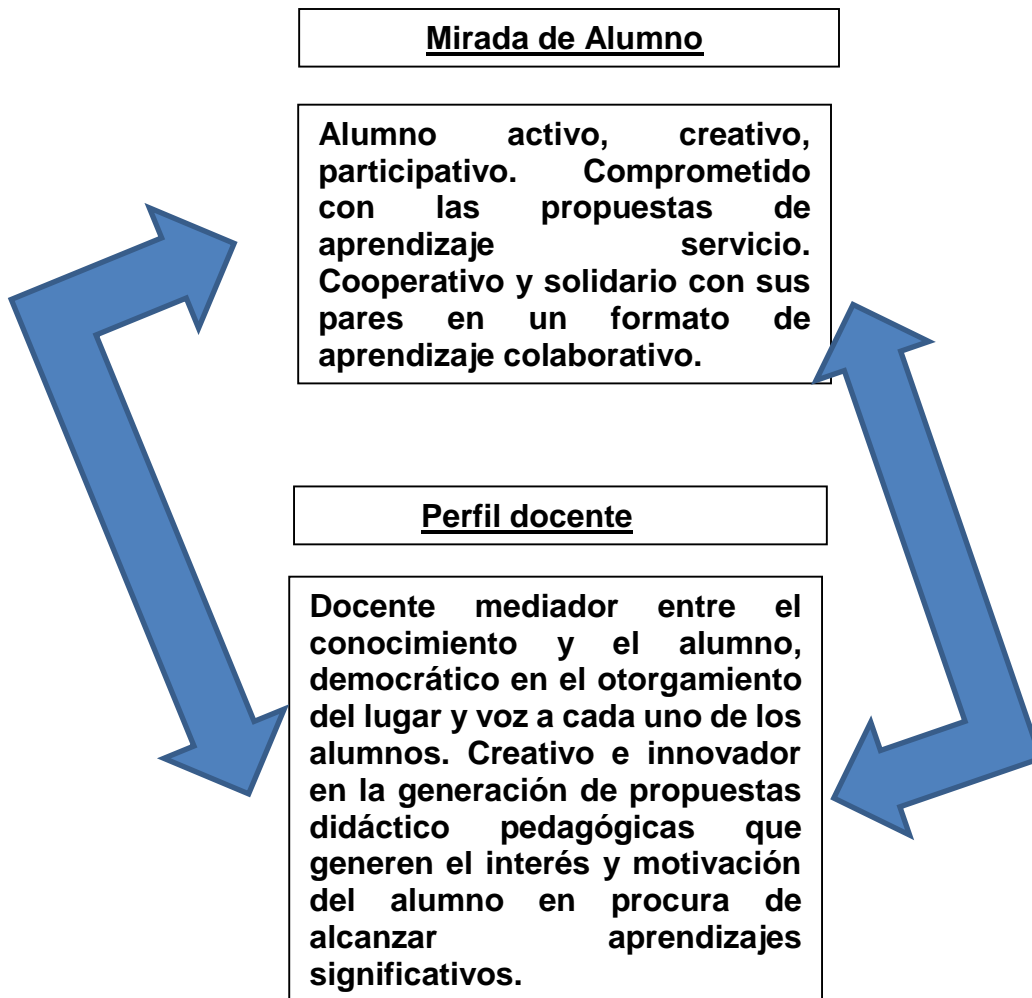 Mirada de Alumno
Alumno activo, creativo,
participativo. Comprometido
con las propuestas de
aprendizaje servicio.
Cooperativo y solidario con sus
pares en un formato de
aprendizaje colaborativo.
Perfil docente
Docente mediador entre el
conocimiento y el alumno,
democrático en el otorgamiento
del lugar y voz a cada uno de los
alumnos. Creativo e innovador
en la generación de propuestas
didáctico pedagógicas que
generen el interés y motivación
del alumno en procura de
alcanzar aprendizajes
significativos.